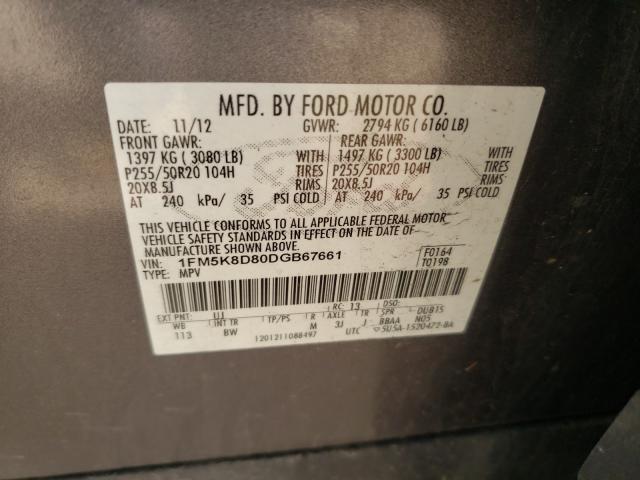 MFD. BY FORD MOTOR CO.
DATE: 11/12 GVWR: 2794 KG ( 6160 LB)
FRONT GAWR: REAR GAWR:
1397 KG ( 3080 LB) WITH 1497 KG ( 3300 LB) WITH
P255/50R20 104H TIRES P255/50R20 104H TIRES
20X8.5J RIMS 20X8.5J RIMS
AT 240 kPa/ 35 PSI COLD AT 240 kPa/ 35 PSI COLD
THIS VEHICLE CONFORMS TO ALL APPLICABLE FEDERAL MOTOR
VEHICLE SAFETY STANDARDS IN EFFECT ON THE DATE OF
VIN: 1FM5K8D80DGB67661 F0164
TYPE: MPV T0198
EXT PNT: UJ RC: 13 DSO:
WB INT TR TP/PS R AXLE TR SPR DUB15
113 BW M 3J J BBAA N05
1201211088497 UTC 5U5A-1520472-BA